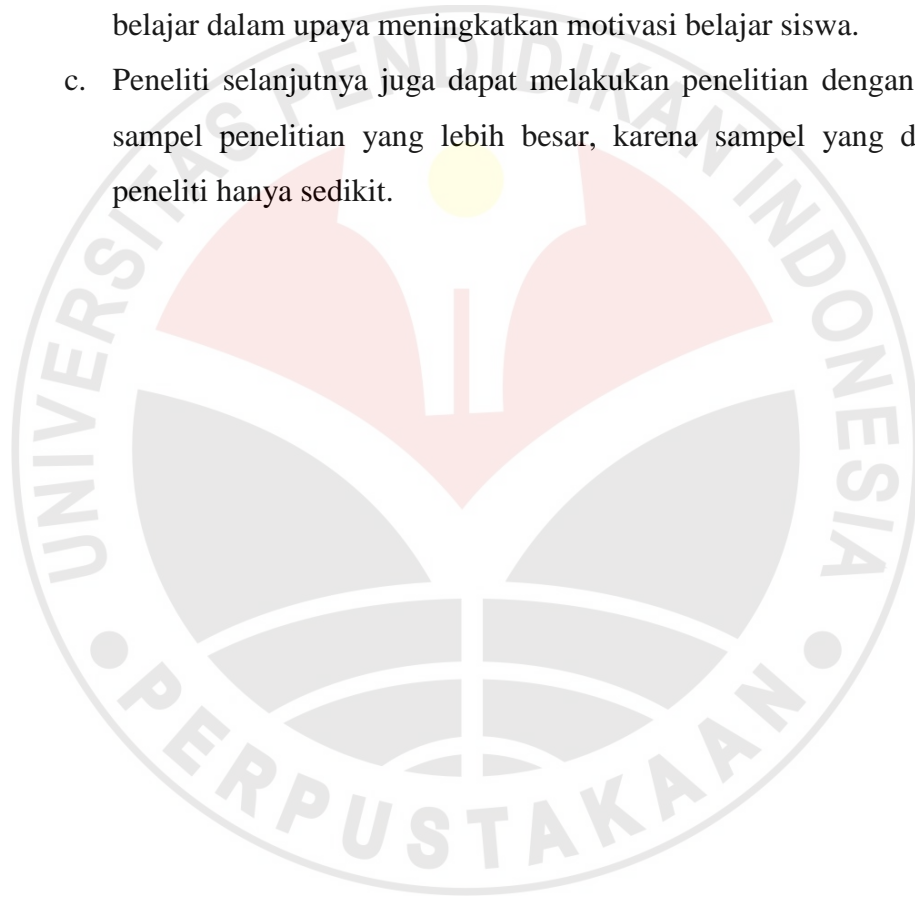 belajar dalam upaya meningkatkan motivasi belajar siswa.
c. Peneliti selanjutnya juga dapat melakukan penelitian dengan
sampel penelitian yang lebih besar, karena sampel yang d
peneliti hanya sedikit.
UNIVERSITAS PENDIDIKAN INDONESIA
• PERPUSTAKAAN •